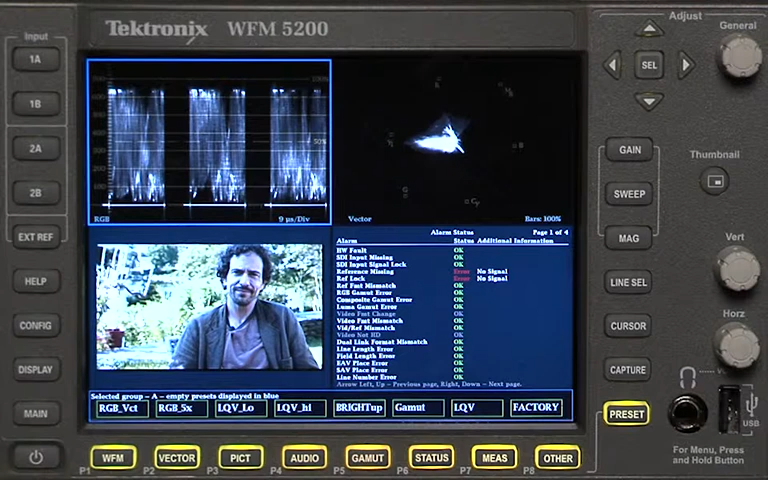 Tektronix WFM 5200
Input
1A
1B
2A
2B
EXT REF
HELP
CONFIG
DISPLAY
MAIN
100%
50%
RGB
9 µs/Div
Vector
Bars: 100%
Alarm Status
Page 1 of 4
Alarm Status Additional Information
HW Fault OK
SDI Input Missing OK
SDI Input Signal Lock OK
Reference Missing Error No Signal
Ref Lock Error No Signal
Ref Fmt Mismatch OK
RGB Gamut Error OK
Composite Gamut Error OK
Luma Gamut Error OK
Video Fmt Change OK
Video Fmt Mismatch OK
Vid/Ref Mismatch OK
Video Not HD OK
Dual Link Format Mismatch OK
Line Length Error OK
Field Length Error OK
EAV Place Error OK
SAV Place Error OK
Line Number Error OK
Arrow Left, Up - Previous page, Right, Down - Next page.
Selected group - A - empty presets displayed in blue
RGB_Vct RGB_5x LQV_Lo LQV_hi BRIGHTup Gamut LQV FACTORY
WFM VECTOR PICT AUDIO GAMUT STATUS MEAS OTHER
P1 P2 P3 P4 P5 P6 P7 P8
Adjust
General
SEL
GAIN
SWEEP
MAG
LINE SEL
CURSOR
CAPTURE
PRESET
Thumbnail
Vert
Horz
USB
For Menu, Press
and Hold Button